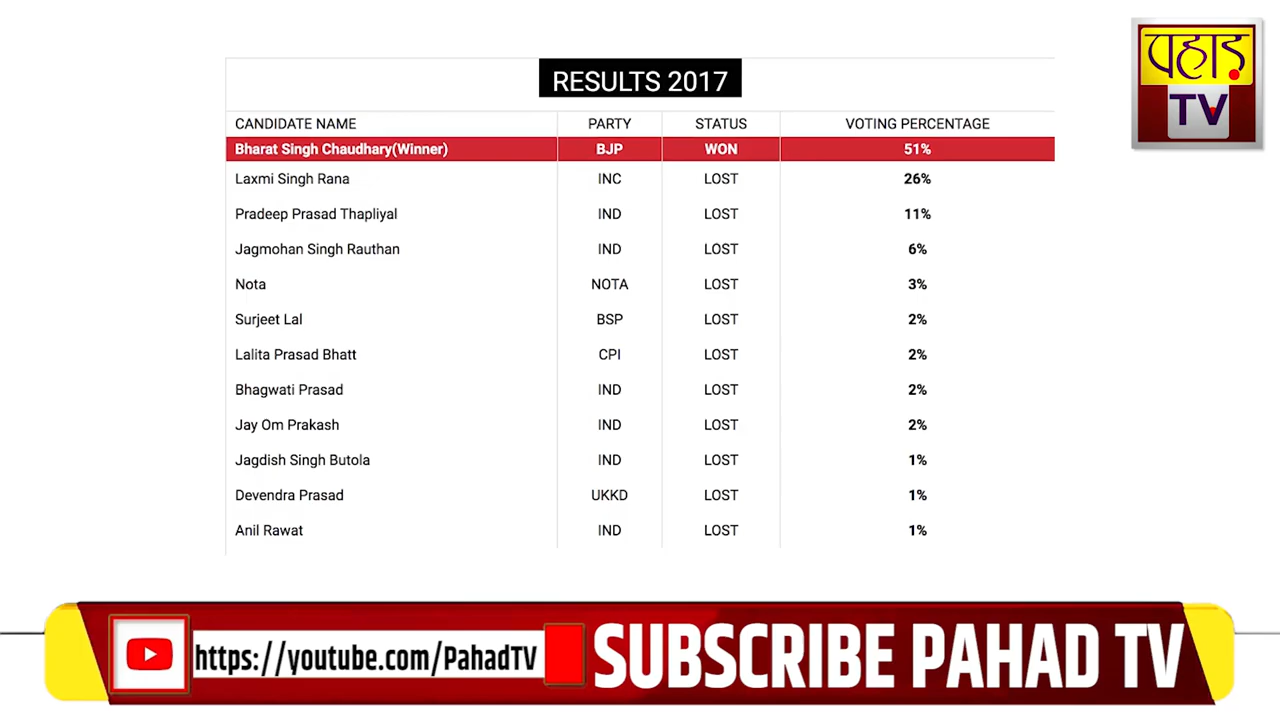 पहाड़
TV
RESULTS 2017
CANDIDATE NAME PARTY STATUS VOTING PERCENTAGE
Bharat Singh Chaudhary(Winner) BJP WON 51%
Laxmi Singh Rana INC LOST 26%
Pradeep Prasad Thapliyal IND LOST 11%
Jagmohan Singh Rauthan IND LOST 6%
Nota NOTA LOST 3%
Surjeet Lal BSP LOST 2%
Lalita Prasad Bhatt CPI LOST 2%
Bhagwati Prasad IND LOST 2%
Jay Om Prakash IND LOST 2%
Jagdish Singh Butola IND LOST 1%
Devendra Prasad UKKD LOST 1%
Anil Rawat IND LOST 1%
https://youtube.com/PahadTV SUBSCRIBE PAHAD TV